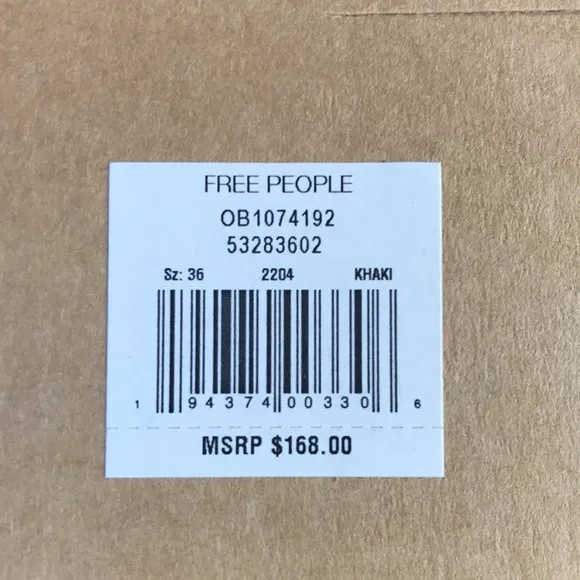 FREE PEOPLE
OB1074192
53283602
Sz: 36 2204 KHAKI
1 94374 00330 6
MSRP $168.00